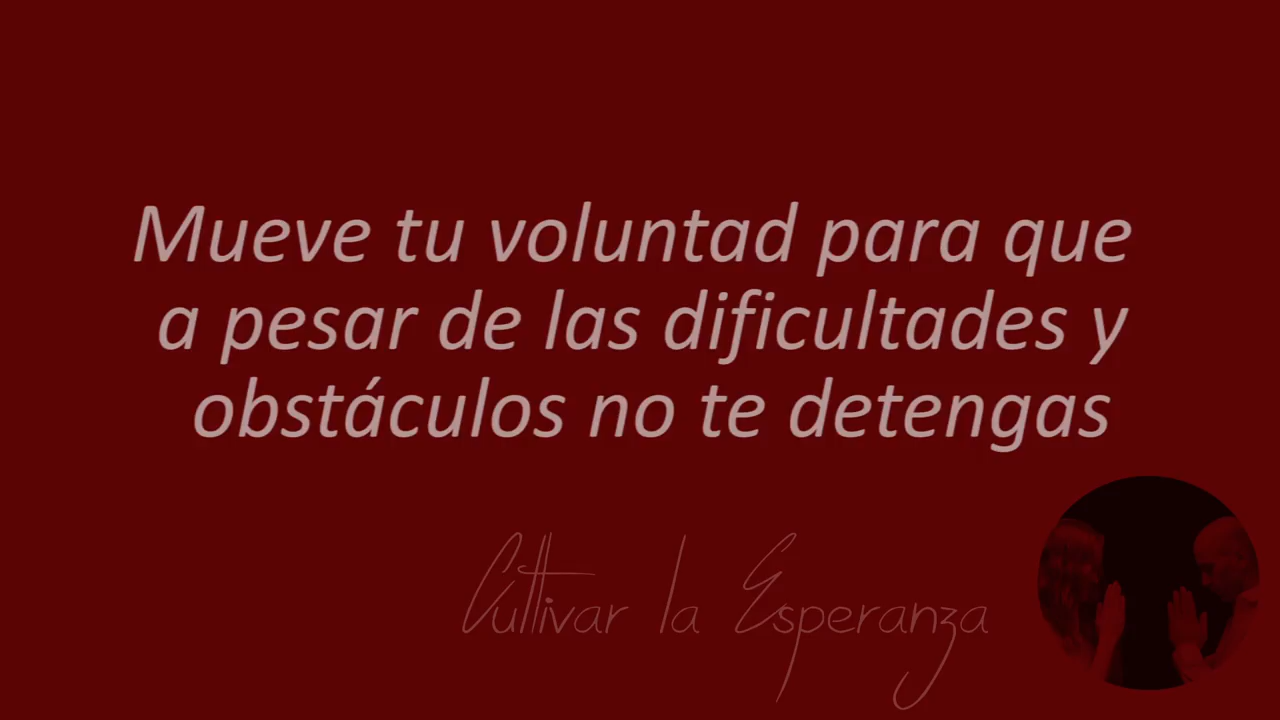 Mueve tu voluntad para que
a pesar de las dificultades y
obstáculos no te detengas
Cultivar la Esperanza